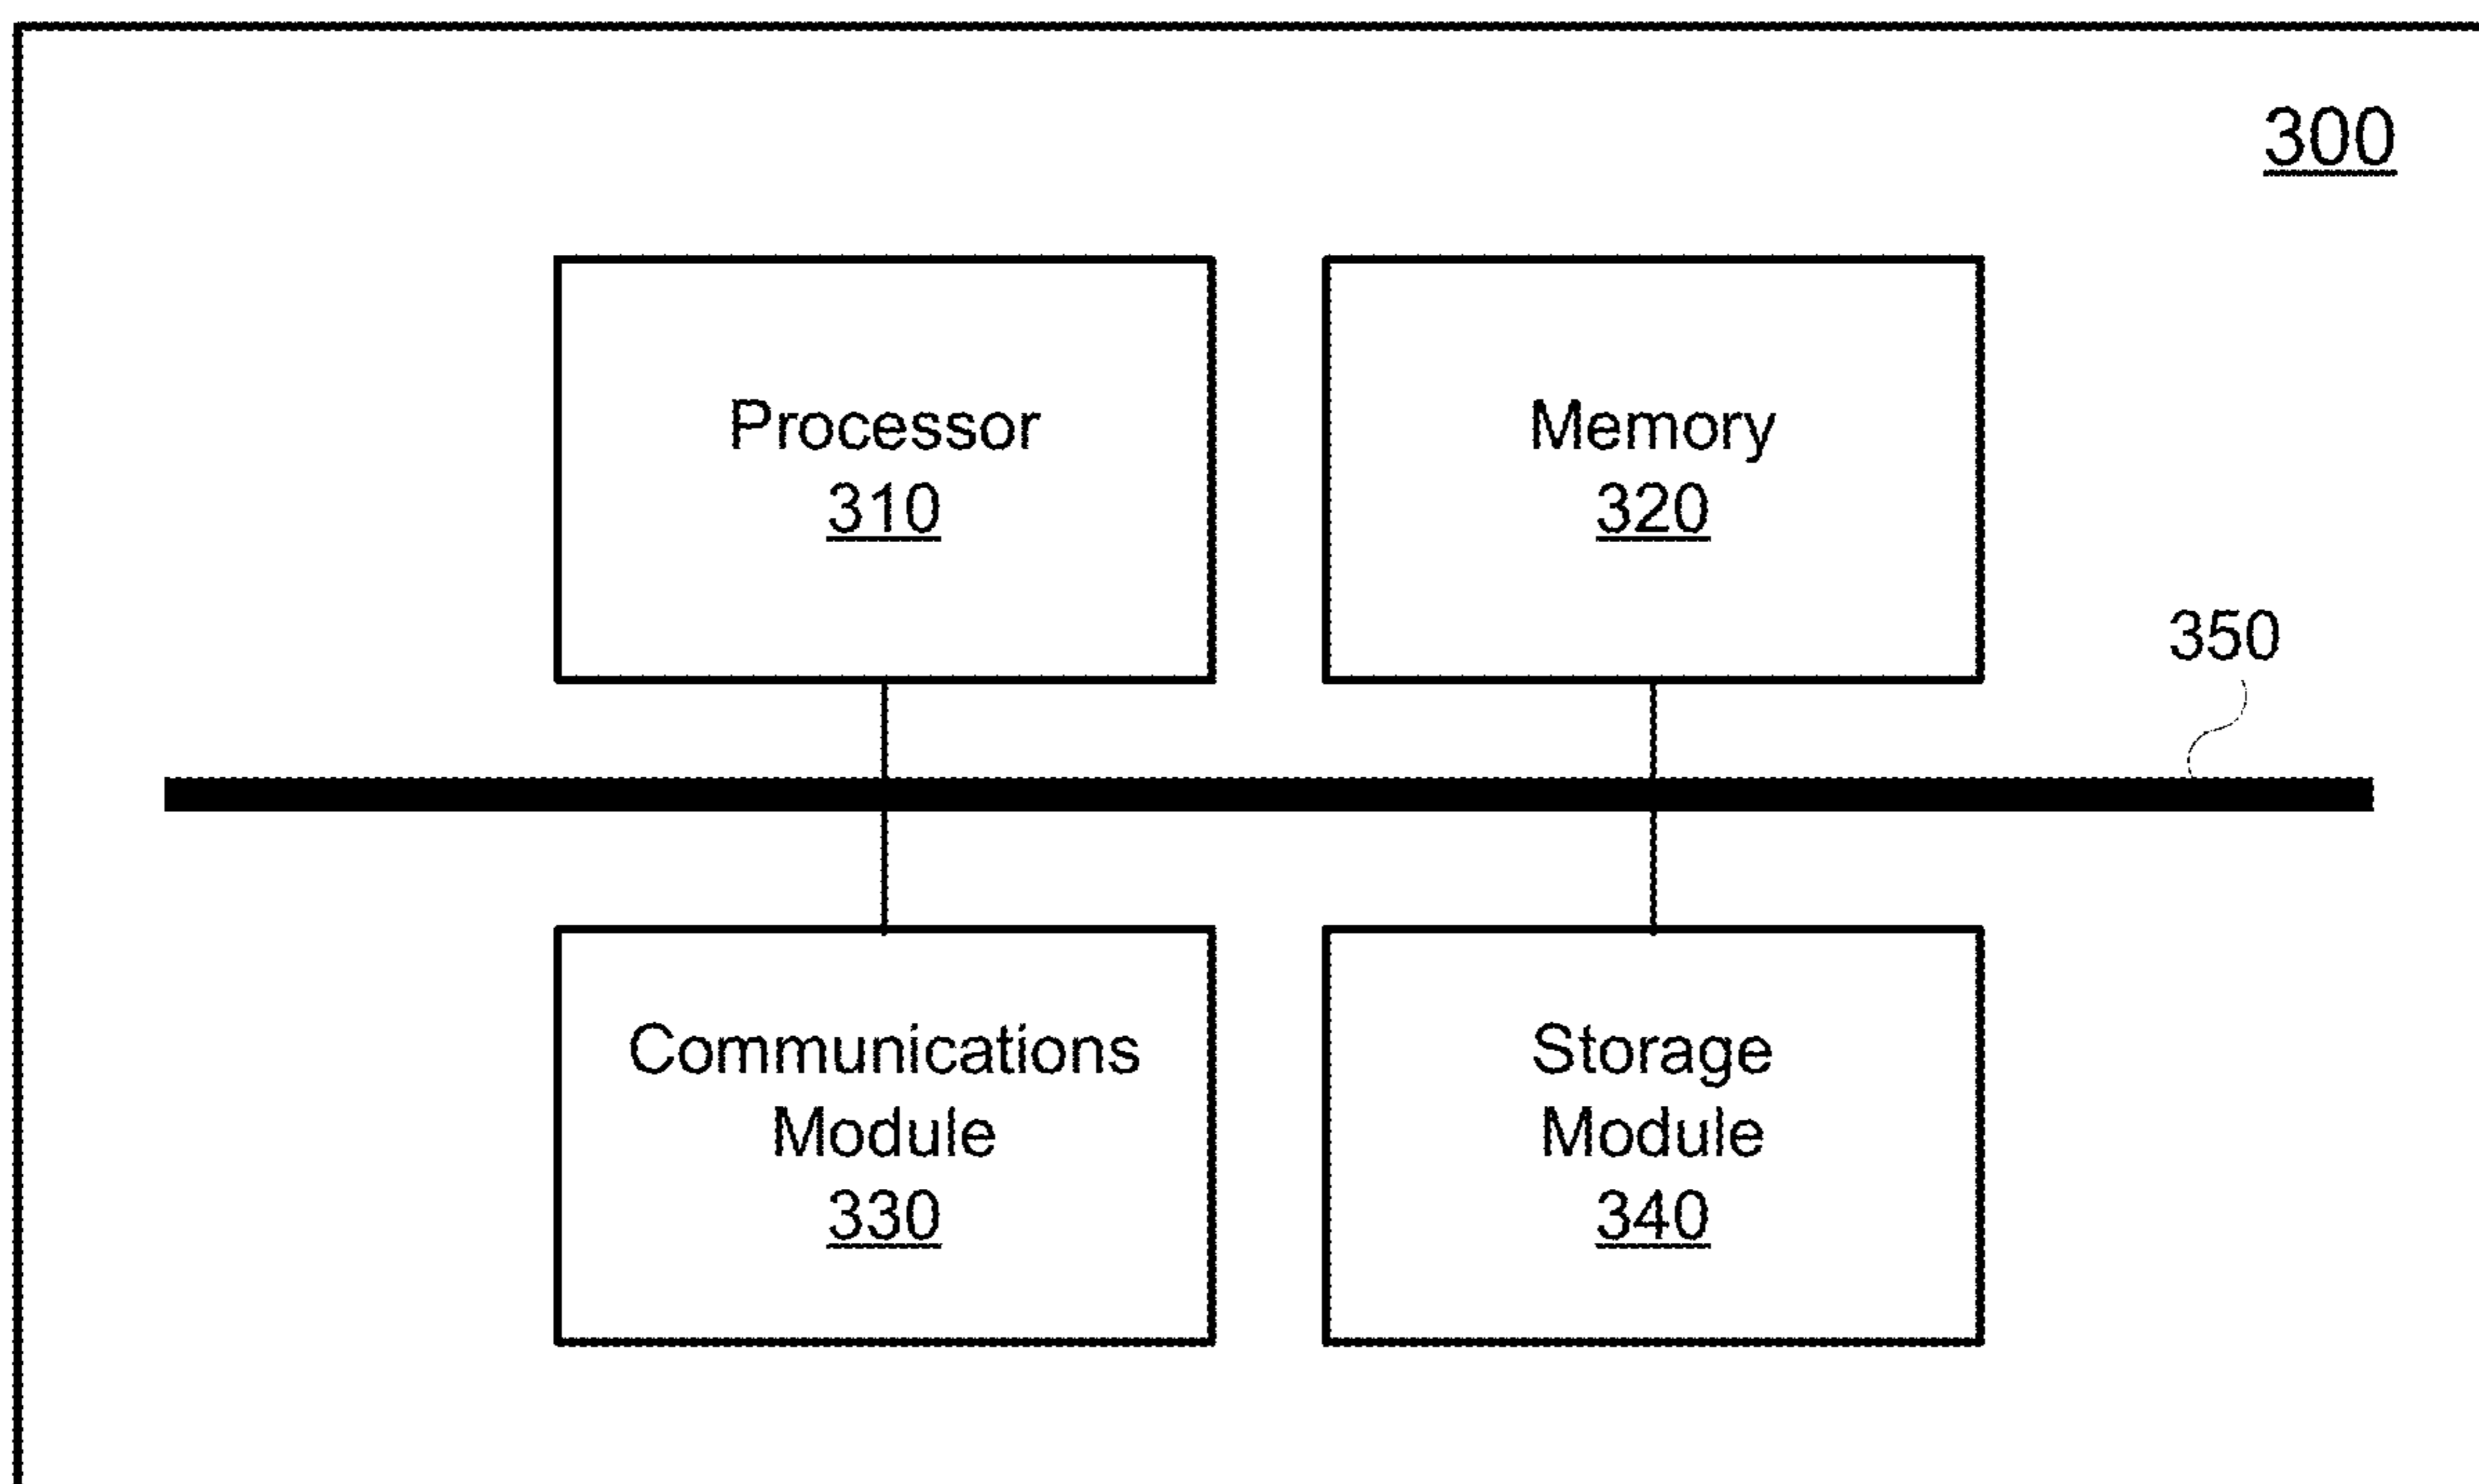 300
Processor
310
Memory
320
350
Communications
Module
330
Storage
Module
340